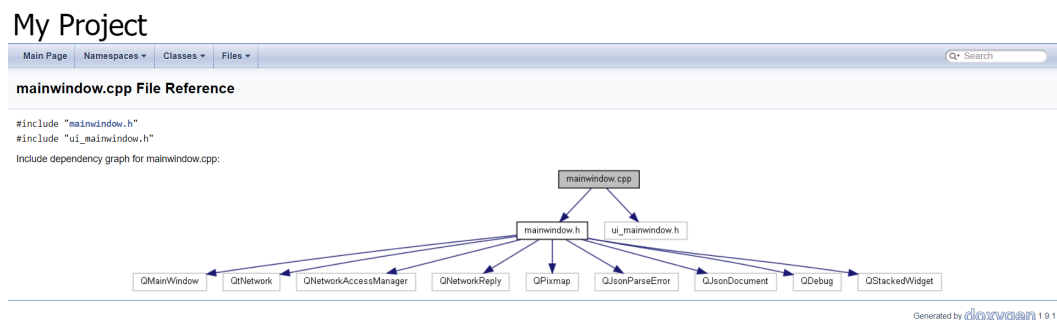 My Project
Main Page Namespaces Classes Files Search
mainwindow.cpp File Reference
#include "mainwindow.h"
#include "ui_mainwindow.h"
Include dependency graph for mainwindow.cpp:
mainwindow.cpp
mainwindow.h ui_mainwindow.h
QMainWindow QtNetwork QNetworkAccessManager QNetworkReply QPixmap QJsonParseError QJsonDocument QDebug QStackedWidget
Generated by doxygen 1.9.1